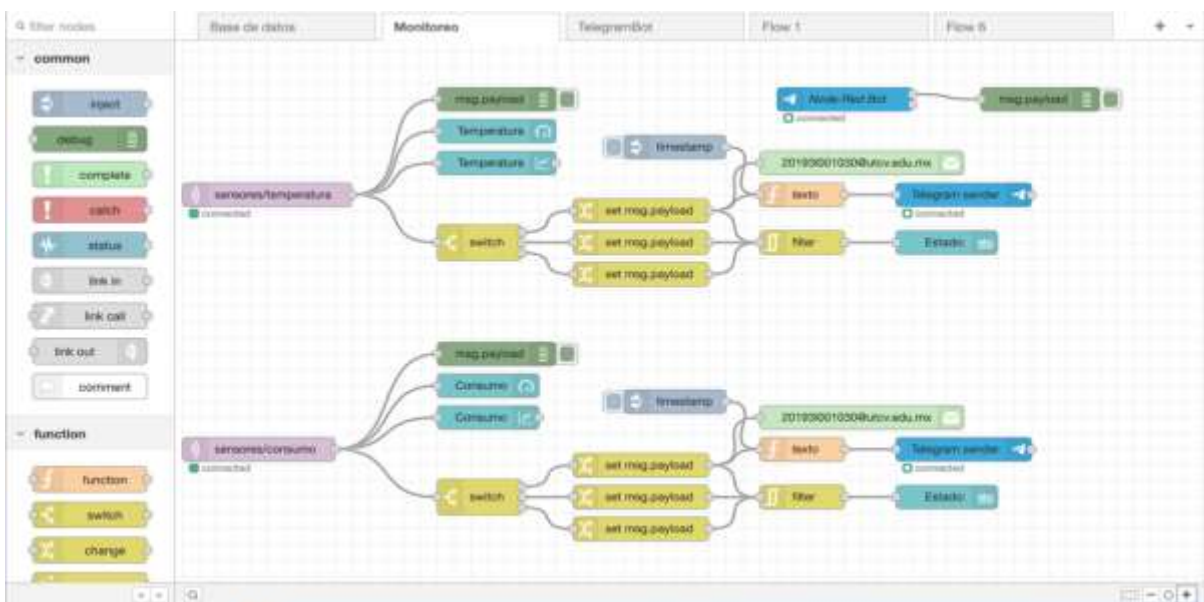 filter nodes
Base de datos
Monitoreo
TelegramBot
Flow 1
Flow 6
common
inject
debug
complete
catch
status
link in
link call
link out
comment
function
function
switch
change
msg.payload
Temperatura
Temperatura
sensores/temperatura
connected
switch
set msg.payload
set msg.payload
set msg.payload
timestamp
texto
filter
Telegram sender
connected
Estado
Node-Red Bot
connected
msg.payload
msg.payload
Consumo
Consumo
sensores/consumo
connected
switch
set msg.payload
set msg.payload
set msg.payload
timestamp
texto
filter
Telegram sender
connected
Estado